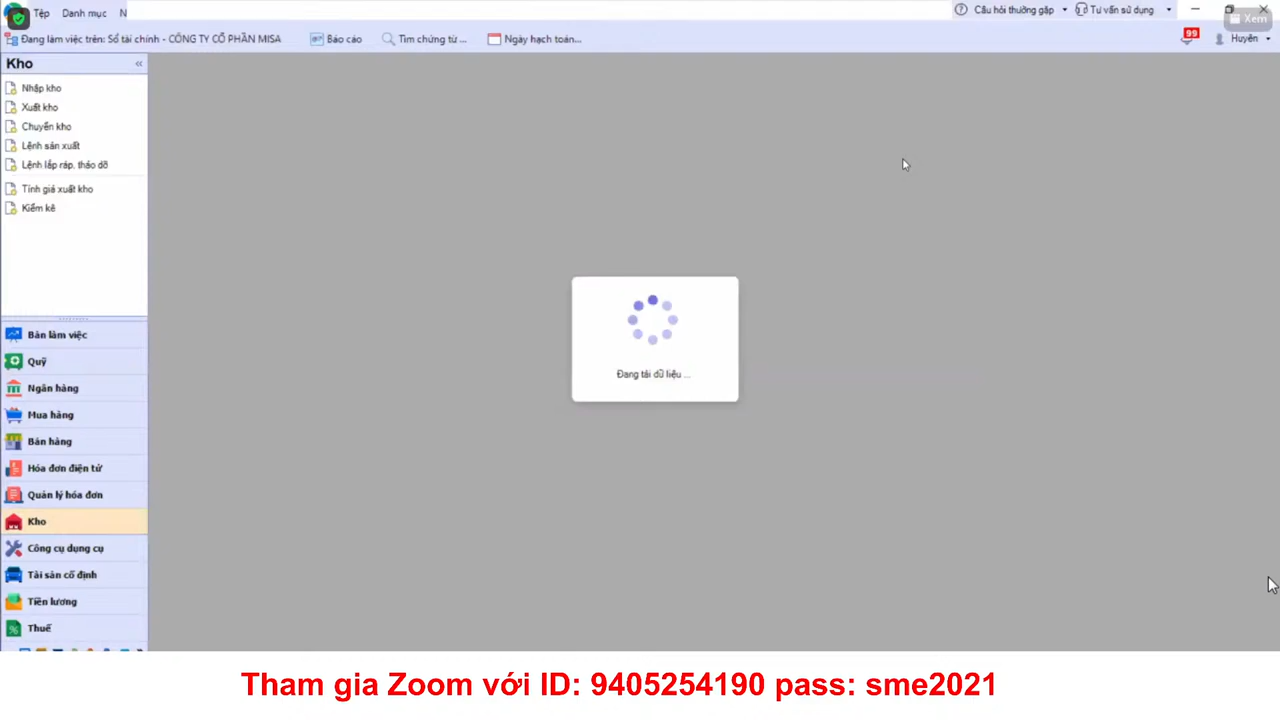 Tệp Danh mục N
Câu hỏi thường gặp Tư vấn sử dụng
Xem
Đang làm việc trên: Sổ tài chính - CÔNG TY CỔ PHẦN MISA Báo cáo Tìm chứng từ ... Ngày hạch toán...
99 Huyên
Kho «
Nhập kho
Xuất kho
Chuyển kho
Lệnh sản xuất
Lệnh lắp ráp, tháo dỡ
Tính giá xuất kho
Kiểm kê
Đang tải dữ liệu ...
Bàn làm việc
Quỹ
Ngân hàng
Mua hàng
Bán hàng
Hóa đơn điện tử
Quản lý hóa đơn
Kho
Công cụ dụng cụ
Tài sản cố định
Tiền lương
Thuế
Tham gia Zoom với ID: 9405254190 pass: sme2021